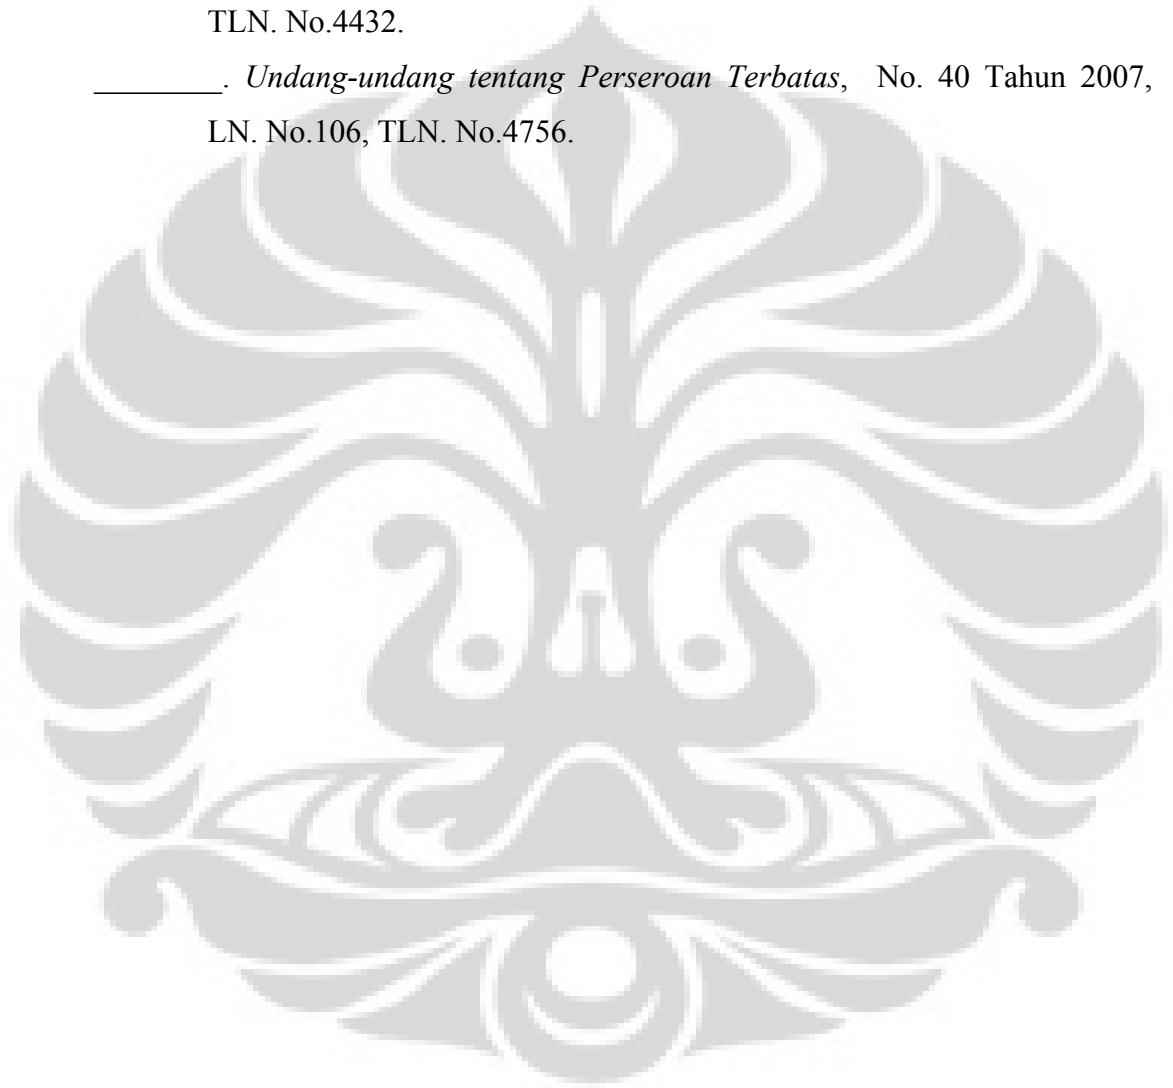 TLN. No.4432.
________. Undang-undang tentang Perseroan Terbatas, No. 40 Tahun 2007,
LN. No.106, TLN. No.4756.